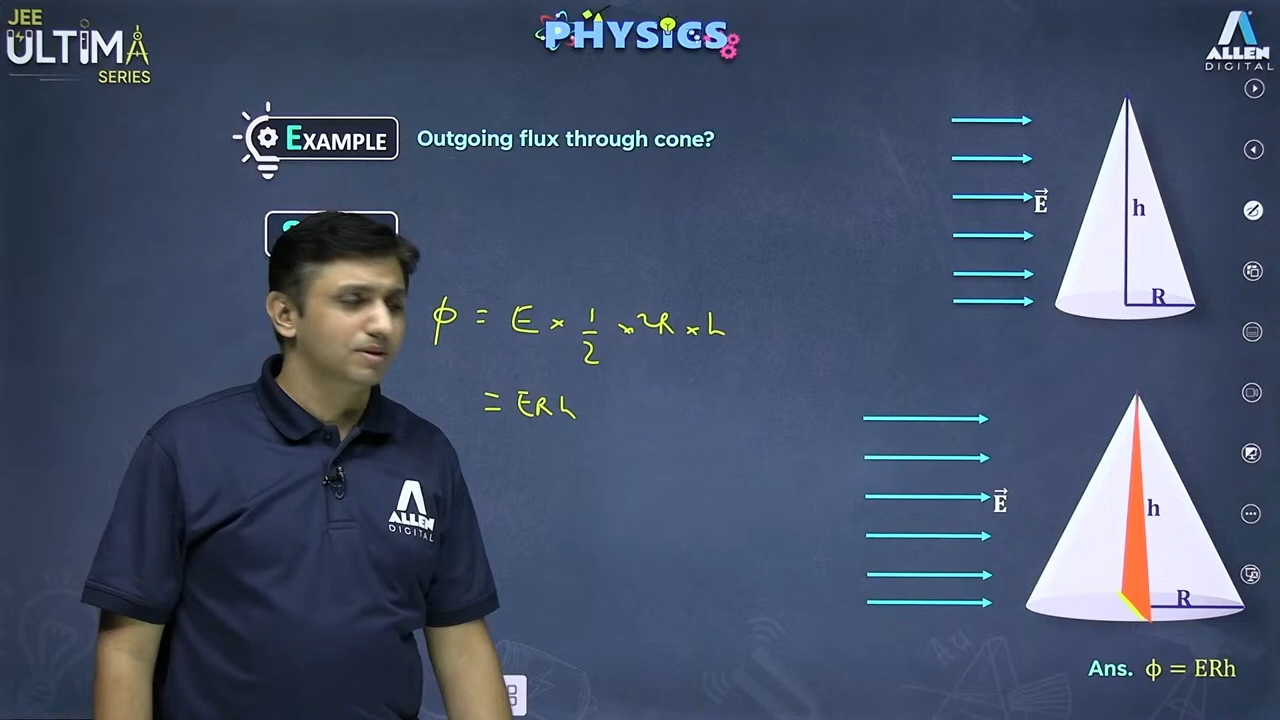 JEE
ULTIMA
SERIES
PHYSICS
ALLEN
DIGITAL
EXAMPLE
Outgoing flux through cone?
E⃗
h
R
ϕ = E × 1/2 × 2R × h
= ERh
ALLEN
DIGITAL
E⃗
h
R
Ans. ϕ = ERh